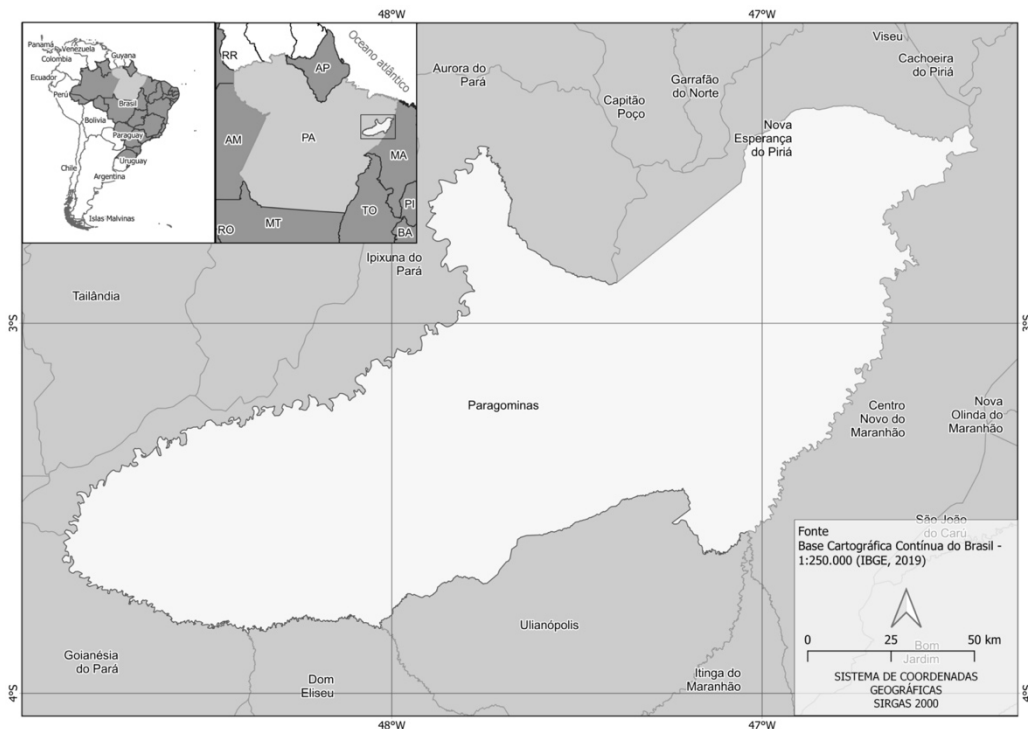 48°W
47°W
Panamá
Venezuela
Guyana
Colombia
Ecuador
Perú
Brasil
Bolivia
Paraguay
Chile
Uruguay
Argentina
Islas Malvinas
Oceano atlântico
RR
AP
AM
PA
MA
PI
TO
MT
RO
BA
Viseu
Cachoeira
do Piriá
Aurora do
Pará
Garrafão
do Norte
Capitão
Poço
Nova
Esperança
do Piriá
Ipixuna do
Pará
Tailândia
3°S
3°S
Paragominas
Centro
Novo do
Maranhão
Nova
Olinda do
Maranhão
São João
do Carú
Fonte
Base Cartográfica Contínua do Brasil -
1:250.000 (IBGE, 2019)
0 25 50 km
Bom
Jardim
SISTEMA DE COORDENADAS
GEOGRÁFICAS
SIRGAS 2000
Ulianópolis
Goianésia
do Pará
Dom
Eliseu
Itinga do
Maranhão
4°S
4°S
48°W
47°W